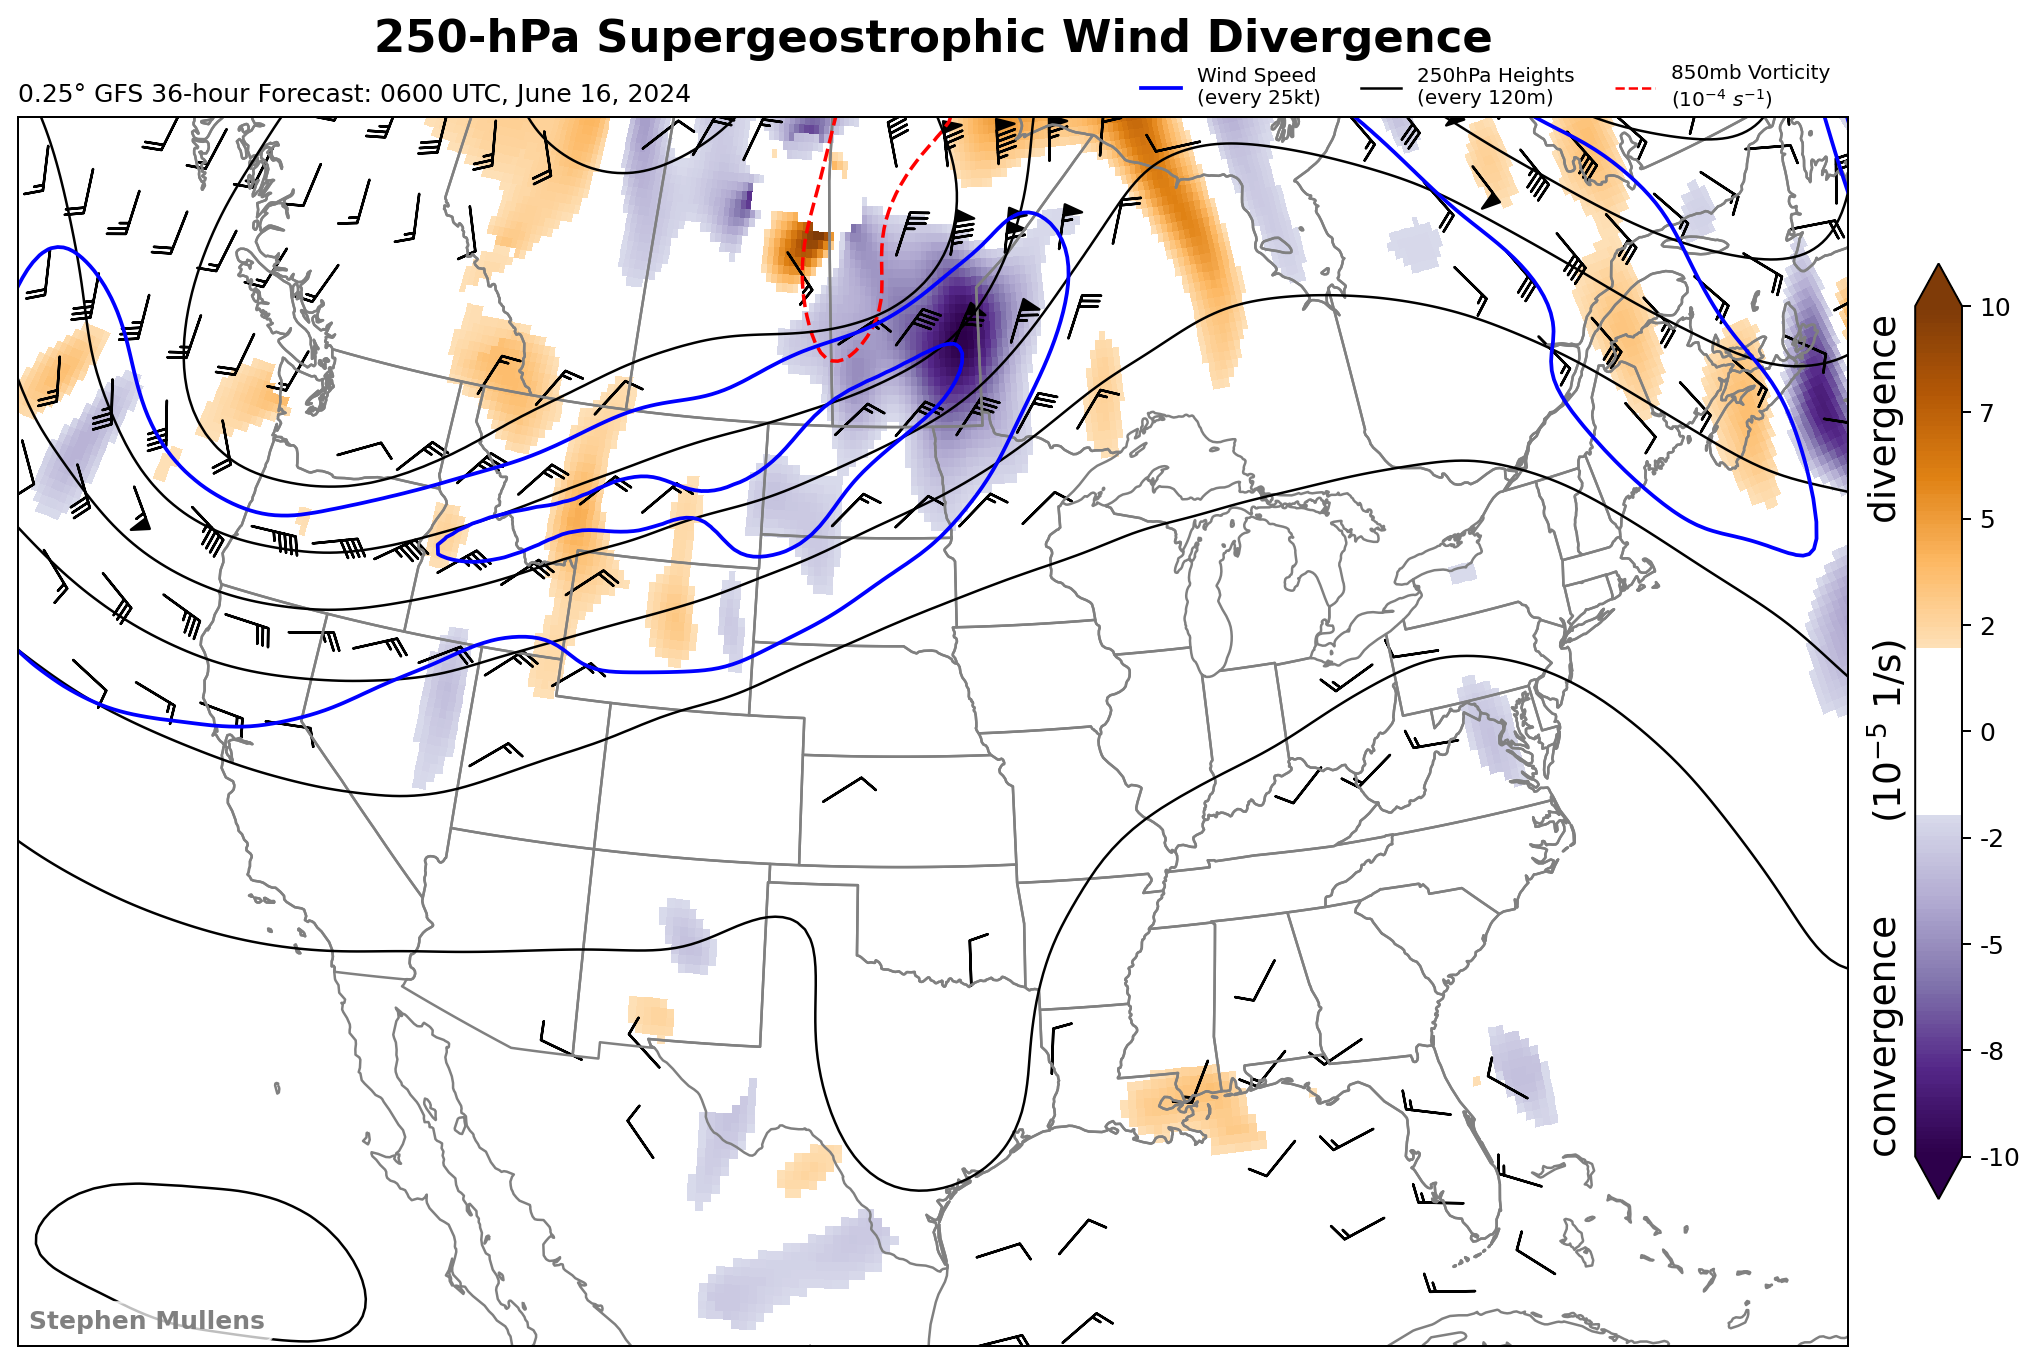 250-hPa Supergeostrophic Wind Divergence
0.25° GFS 36-hour Forecast: 0600 UTC, June 16, 2024
Wind Speed
(every 25kt)
250hPa Heights
(every 120m)
850mb Vorticity
(10⁻⁴ s⁻¹)
10
7
5
2
0
-2
-5
-8
-10
convergence (10⁻⁵ 1/s) divergence
Stephen Mullens